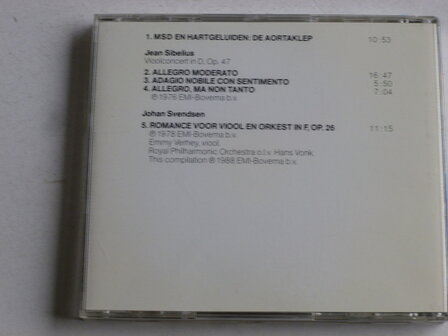 1. MSD EN HARTGELUIDEN: DE AORTAKLEP 10:53
Jean Sibelius
Vioolconcert in D, Op. 47
2. ALLEGRO MODERATO 16:47
3. ADAGIO NOBILE CON SENTIMENTO 5:50
4. ALLEGRO, MA NON TANTO 7:04
℗ 1976 EMI-Bovema b.v.
Johan Svendsen
5. ROMANCE VOOR VIOOL EN ORKEST IN F, OP. 26 11:15
℗ 1978 EMI-Bovema b.v.
Emmy Verhey, viool.
Royal Philharmonic Orchestra o.l.v. Hans Vonk.
This compilation ℗ 1988 EMI-Bovema b.v.